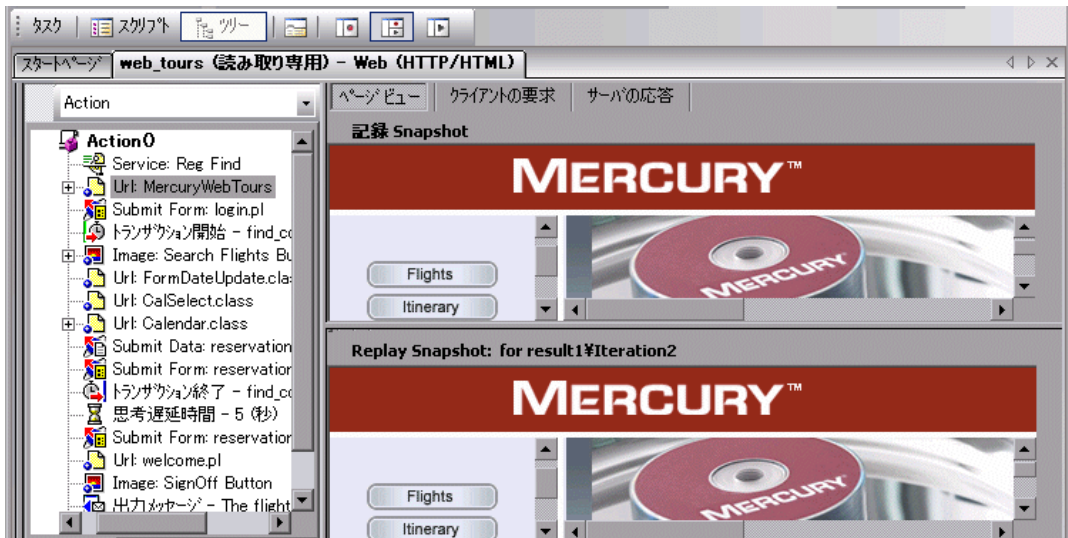 タスク スクリプト ツリー
スタートページ web_tours (読み取り専用) - Web (HTTP/HTML)
Action
Action()
Service: Reg Find
Url: MercuryWebTours
Submit Form: login.pl
トランザクション開始 - find_co
Image: Search Flights Bu
Url: FormDateUpdate.clas
Url: CalSelect.class
Url: Calendar.class
Submit Data: reservation
Submit Form: reservation
トランザクション終了 - find_co
思考遅延時間 - 5 (秒)
Submit Form: reservation
Url: welcome.pl
Image: SignOff Button
出力メッセージ - The flight
ページ ビュー クライアントの要求 サーバの応答
記録 Snapshot
MERCURY™
Flights
Itinerary
MERCURY
Replay Snapshot: for result1¥Iteration2
MERCURY™
Flights
Itinerary
MERCURY